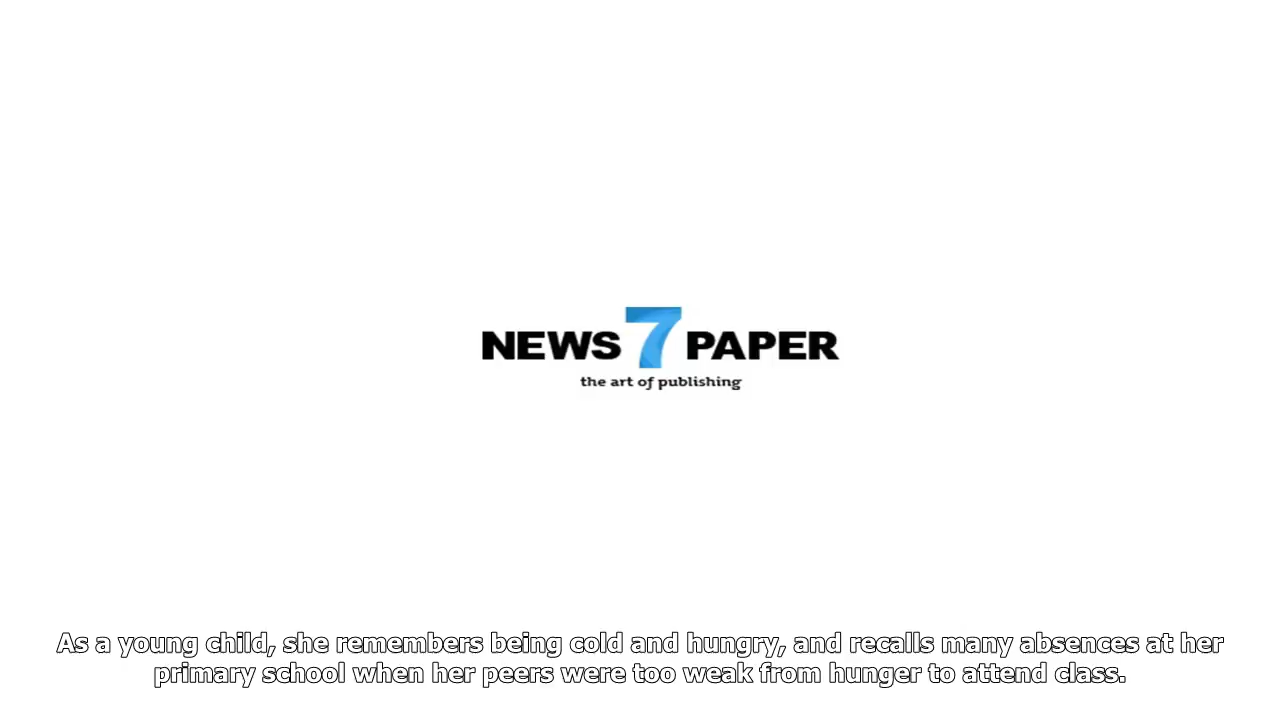 NEWS 7 PAPER
the art of publishing
As a young child, she remembers being cold and hungry, and recalls many absences at her
primary school when her peers were too weak from hunger to attend class.